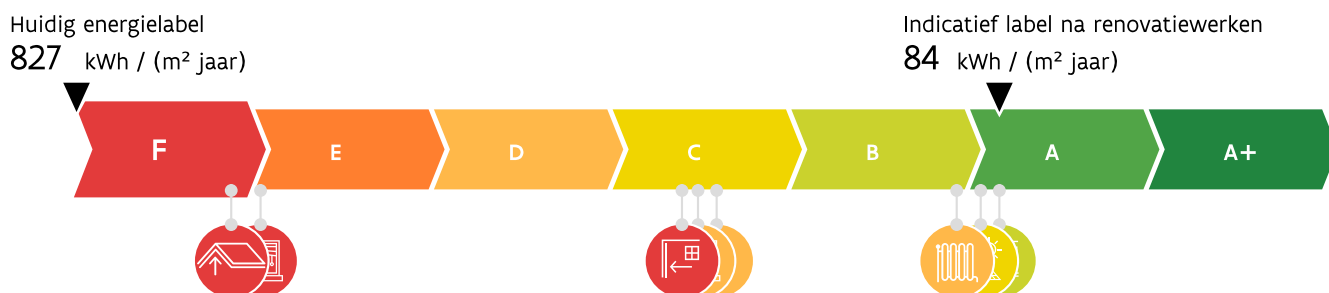 Huidig energielabel
827 kWh / (m² jaar)
Indicatief label na renovatiewerken
84 kWh / (m² jaar)
F E D C B A A+